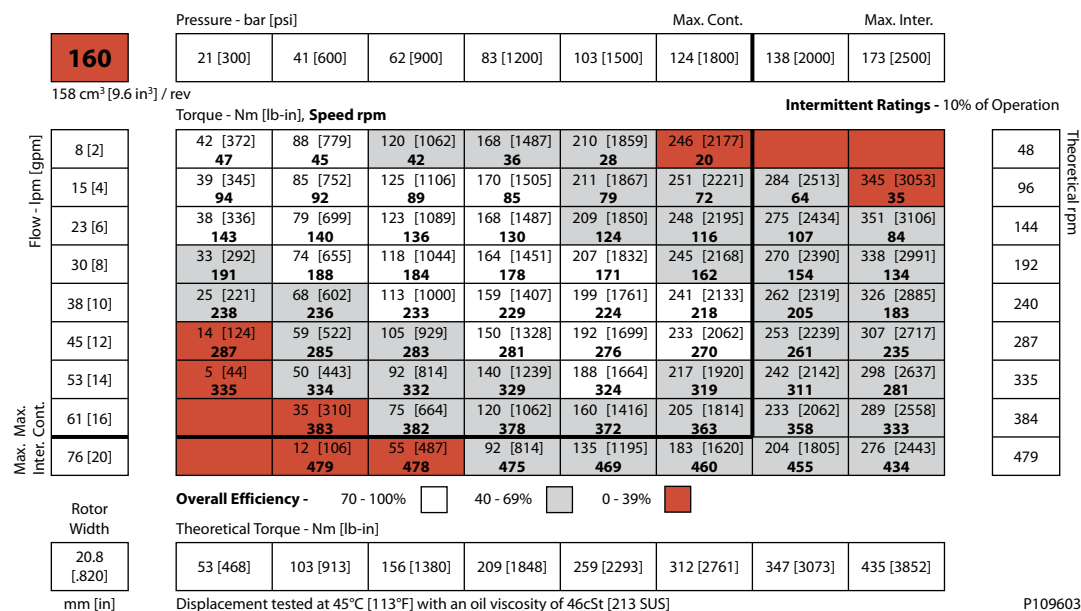 Pressure - bar [psi] Max. Cont. Max. Inter.
160 21 [300] 41 [600] 62 [900] 83 [1200] 103 [1500] 124 [1800] 138 [2000] 173 [2500]
158 cm³ [9.6 in³] / rev
Torque - Nm [lb-in], Speed rpm Intermittent Ratings - 10% of Operation
Flow - lpm [gpm]
Theoretical rpm
8 [2] 42 [372] 88 [779] 120 [1062] 168 [1487] 210 [1859] 246 [2177] 48
47 45 42 36 28 20
15 [4] 39 [345] 85 [752] 125 [1106] 170 [1505] 211 [1867] 251 [2221] 284 [2513] 345 [3053] 96
94 92 89 85 79 72 64 35
23 [6] 38 [336] 79 [699] 123 [1089] 168 [1487] 209 [1850] 248 [2195] 275 [2434] 351 [3106] 144
143 140 136 130 124 116 107 84
30 [8] 33 [292] 74 [655] 118 [1044] 164 [1451] 207 [1832] 245 [2168] 270 [2390] 338 [2991] 192
191 188 184 178 171 162 154 134
38 [10] 25 [221] 68 [602] 113 [1000] 159 [1407] 199 [1761] 241 [2133] 262 [2319] 326 [2885] 240
238 236 233 229 224 218 205 183
45 [12] 14 [124] 59 [522] 105 [929] 150 [1328] 192 [1699] 233 [2062] 253 [2239] 307 [2717] 287
287 285 283 281 276 270 261 235
53 [14] 5 [44] 50 [443] 92 [814] 140 [1239] 188 [1664] 217 [1920] 242 [2142] 298 [2637] 335
335 334 332 329 324 319 311 281
Max. Cont.
61 [16] 35 [310] 75 [664] 120 [1062] 160 [1416] 205 [1814] 233 [2062] 289 [2558] 384
383 382 378 372 363 358 333
Max. Inter.
76 [20] 12 [106] 55 [487] 92 [814] 135 [1195] 183 [1620] 204 [1805] 276 [2443] 479
479 478 475 469 460 455 434
Overall Efficiency - 70 - 100% 40 - 69% 0 - 39%
Rotor
Width
Theoretical Torque - Nm [lb-in]
20.8
[.820]
53 [468] 103 [913] 156 [1380] 209 [1848] 259 [2293] 312 [2761] 347 [3073] 435 [3852]
mm [in] Displacement tested at 45°C [113°F] with an oil viscosity of 46cSt [213 SUS] P109603